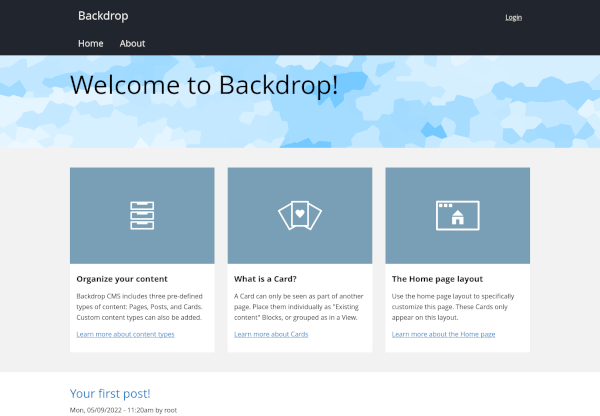 Backdrop
Login
Home About
Welcome to Backdrop!
Organize your content
Backdrop CMS includes three pre-defined
types of content: Pages, Posts, and Cards.
Custom content types can also be added.
Learn more about content types
What is a Card?
A Card can only be seen as part of another
page. Place them individually as "Existing
content" Blocks, or grouped as in a View.
Learn more about Cards
The Home page layout
Use the home page layout to specifically
customize this page. These Cards only
appear on this layout.
Learn more about the Home page
Your first post!
Mon, 05/09/2022 - 11:20am by root